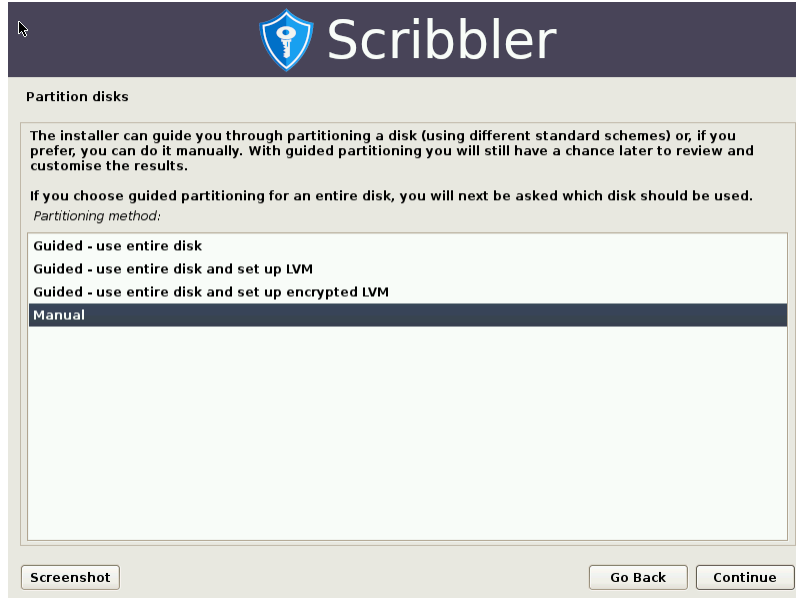 Scribbler
Partition disks
The installer can guide you through partitioning a disk (using different standard schemes) or, if you
prefer, you can do it manually. With guided partitioning you will still have a chance later to review and
customise the results.
If you choose guided partitioning for an entire disk, you will next be asked which disk should be used.
Partitioning method:
Guided - use entire disk
Guided - use entire disk and set up LVM
Guided - use entire disk and set up encrypted LVM
Manual
Screenshot
Go Back
Continue